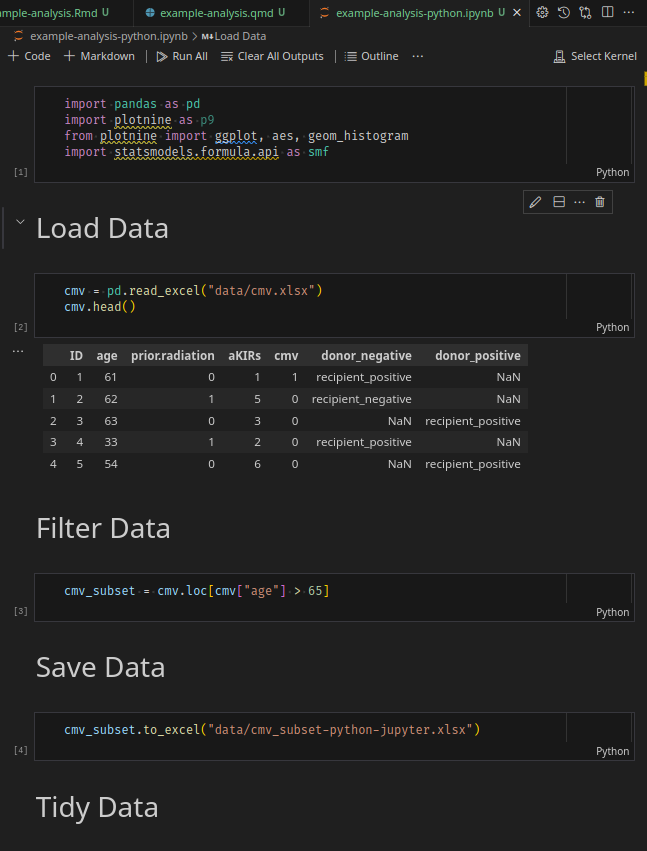 mple-analysis.Rmd U example-analysis.qmd U example-analysis-python.ipynb U
example-analysis-python.ipynb > M↓Load Data
+ Code + Markdown Run All Clear All Outputs Outline ... Select Kernel
import pandas as pd
import plotnine as p9
from plotnine import ggplot, aes, geom_histogram
import statsmodels.formula.api as smf
[1] Python
Load Data
cmv = pd.read_excel("data/cmv.xlsx")
cmv.head()
[2] Python
ID age prior.radiation aKIRs cmv donor_negative donor_positive
0 1 61 0 1 1 recipient_positive NaN
1 2 62 1 5 0 recipient_negative NaN
2 3 63 0 3 0 NaN recipient_positive
3 4 33 1 2 0 recipient_positive NaN
4 5 54 0 6 0 NaN recipient_positive
Filter Data
cmv_subset = cmv.loc[cmv["age"] > 65]
[3] Python
Save Data
cmv_subset.to_excel("data/cmv_subset-python-jupyter.xlsx")
[4] Python
Tidy Data